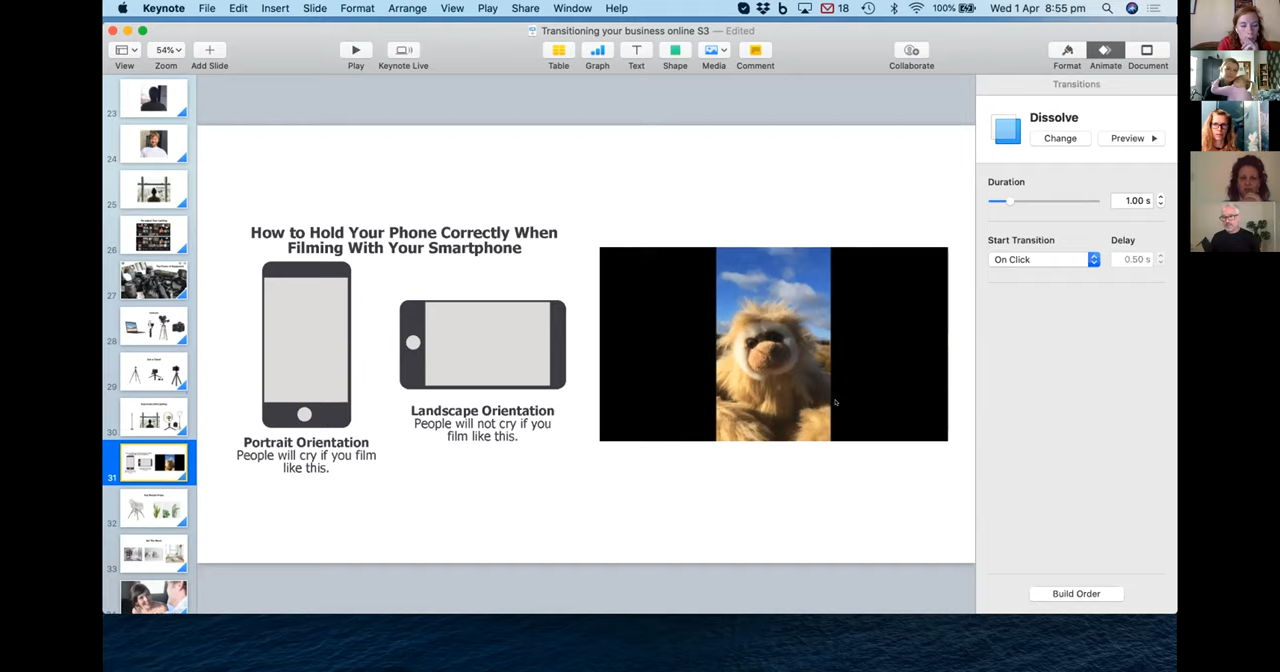 Keynote File Edit Insert Slide Format Arrange View Play Share Window Help 18 100% Wed 1 Apr 8:55 pm
Transitioning your business online S3 — Edited
54%
View Zoom Add Slide Play Keynote Live Table Graph Text Shape Media Comment Collaborate Format Animate Document
Transitions
Dissolve
Change Preview
Duration
1.00 s
Start Transition Delay
On Click 0.50 s
Build Order
23
24
25
26
27
28
29
30
31
32
33
How to Hold Your Phone Correctly When
Filming With Your Smartphone
Portrait Orientation
People will cry if you film
like this.
Landscape Orientation
People will not cry if you
film like this.